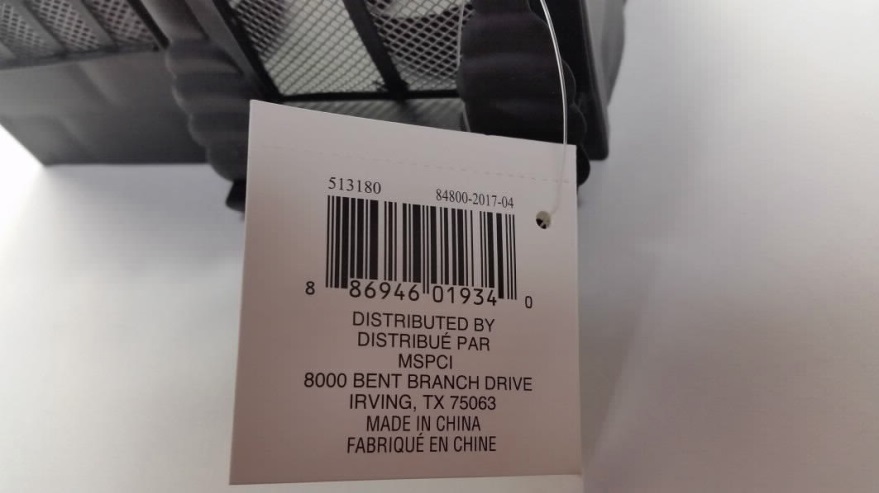 513180 84800-2017-04
8 86946 01934 0
DISTRIBUTED BY
DISTRIBUÉ PAR
MSPCI
8000 BENT BRANCH DRIVE
IRVING, TX 75063
MADE IN CHINA
FABRIQUÉ EN CHINE